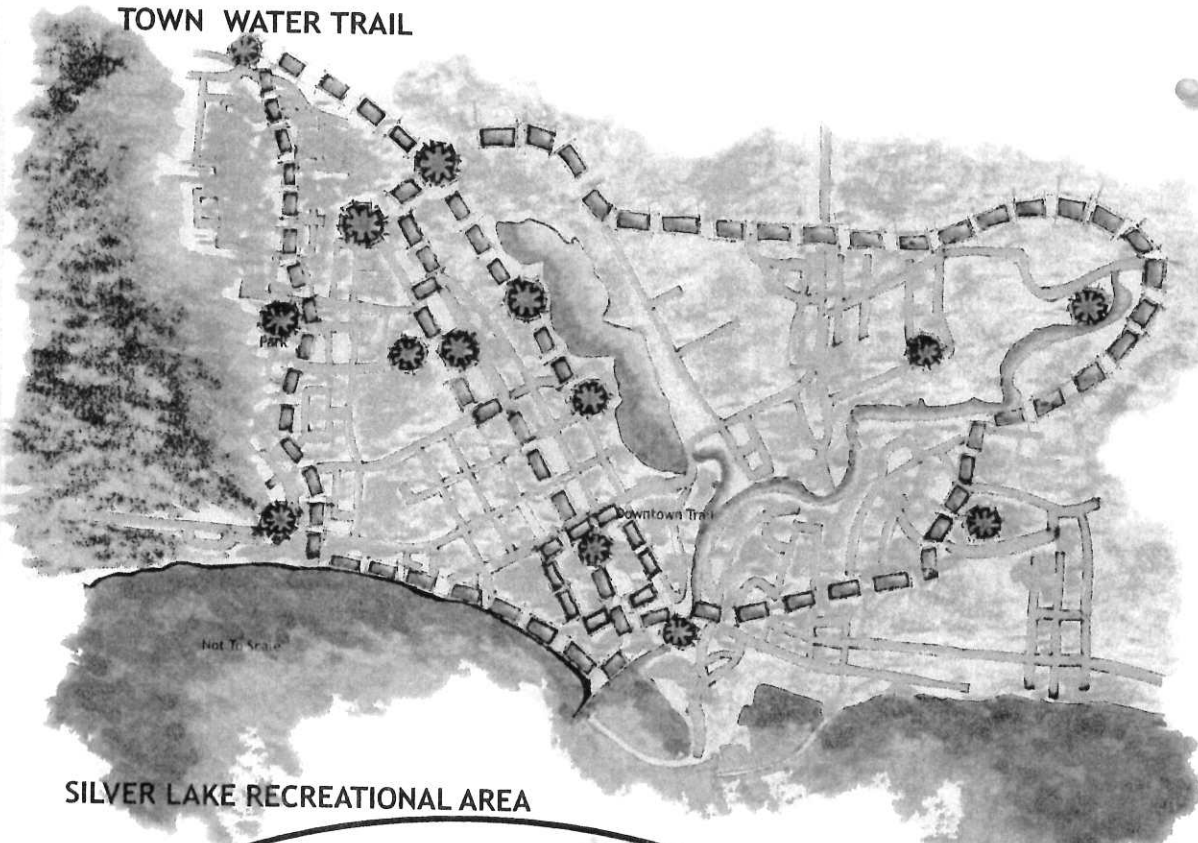 TOWN WATER TRAIL
Park
Downtown Trail
Not To Scale
SILVER LAKE RECREATIONAL AREA